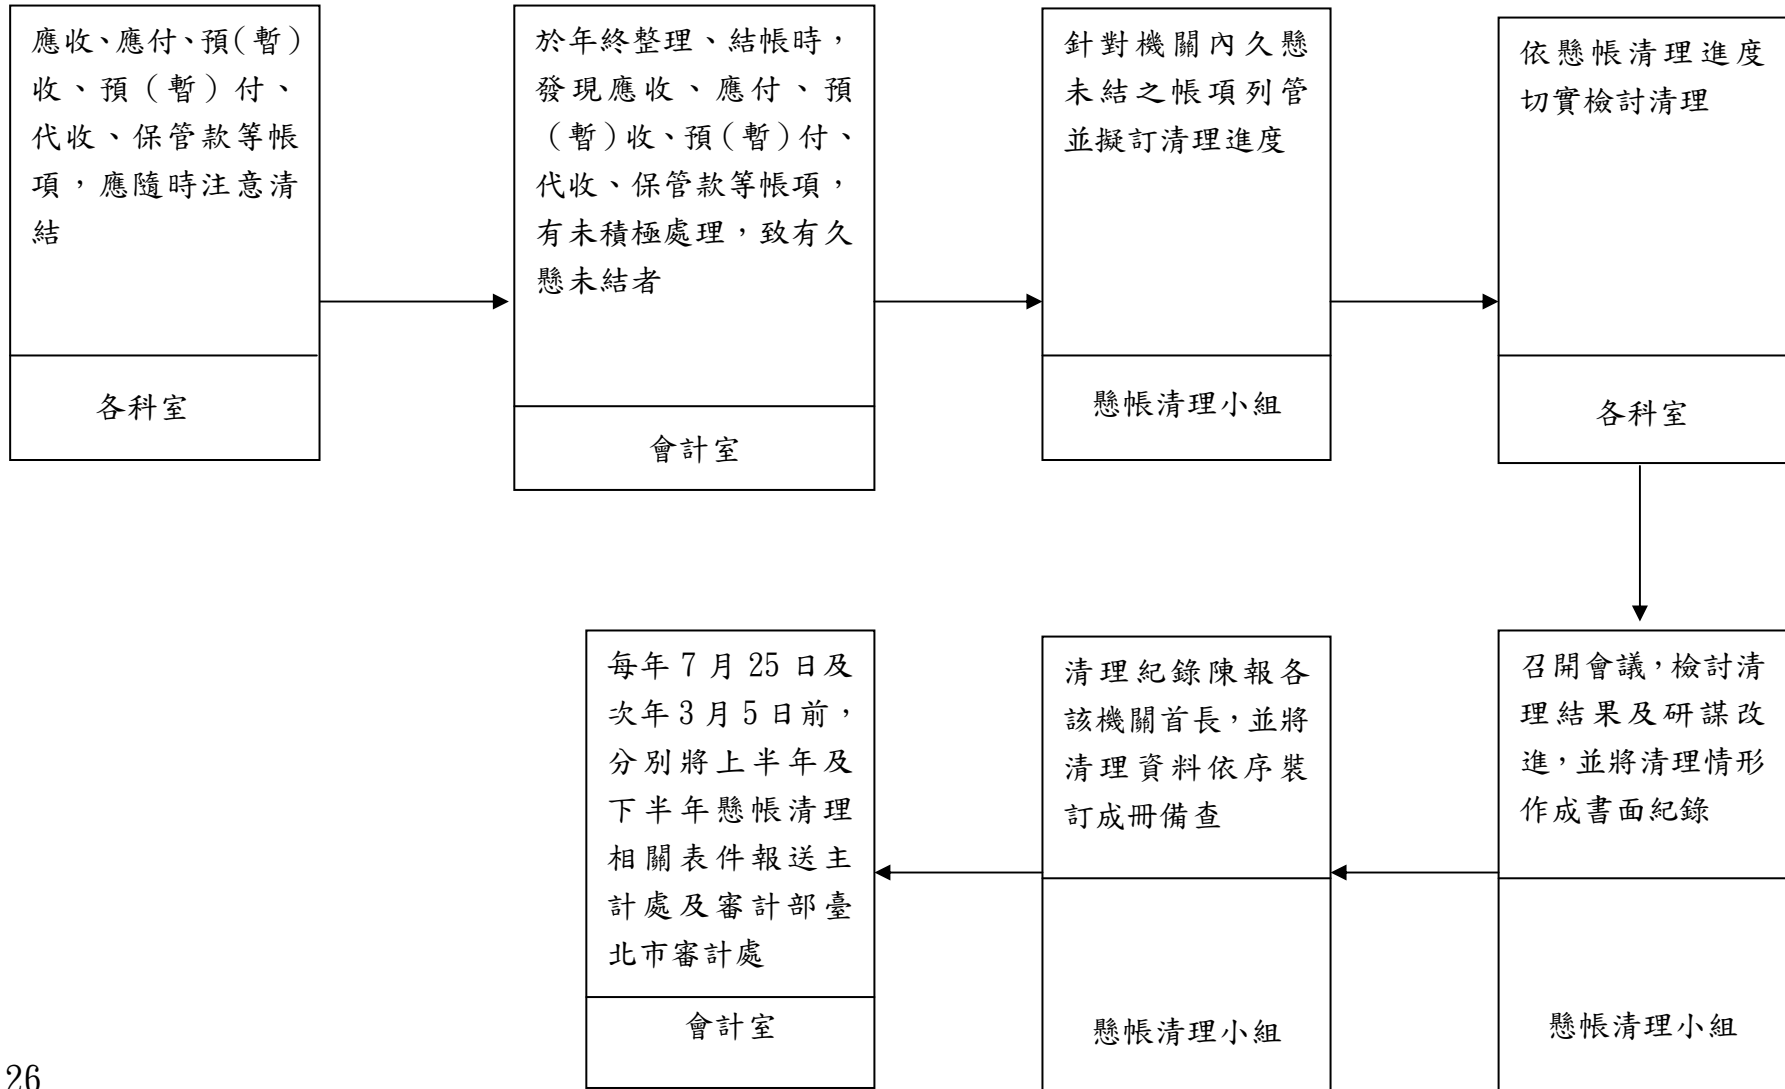 應收、應付、預(暫)
收、預(暫)付、
代收、保管款等帳
項，應隨時注意清
結
各科室
於年終整理、結帳時，
發現應收、應付、預
(暫)收、預(暫)付、
代收、保管款等帳項，
有未積極處理，致有久
懸未結者
會計室
針對機關內久懸
未結之帳項列管
並擬訂清理進度
懸帳清理小組
依懸帳清理進度
切實檢討清理
各科室
召開會議，檢討清
理結果及研謀改
進，並將清理情形
作成書面紀錄
懸帳清理小組
清理紀錄陳報各
該機關首長，並將
清理資料依序裝
訂成冊備查
懸帳清理小組
每年 7 月 25 日及
次年 3 月 5 日前，
分別將上半年及
下半年懸帳清理
相關表件報送主
計處及審計部臺
北市審計處
會計室
26